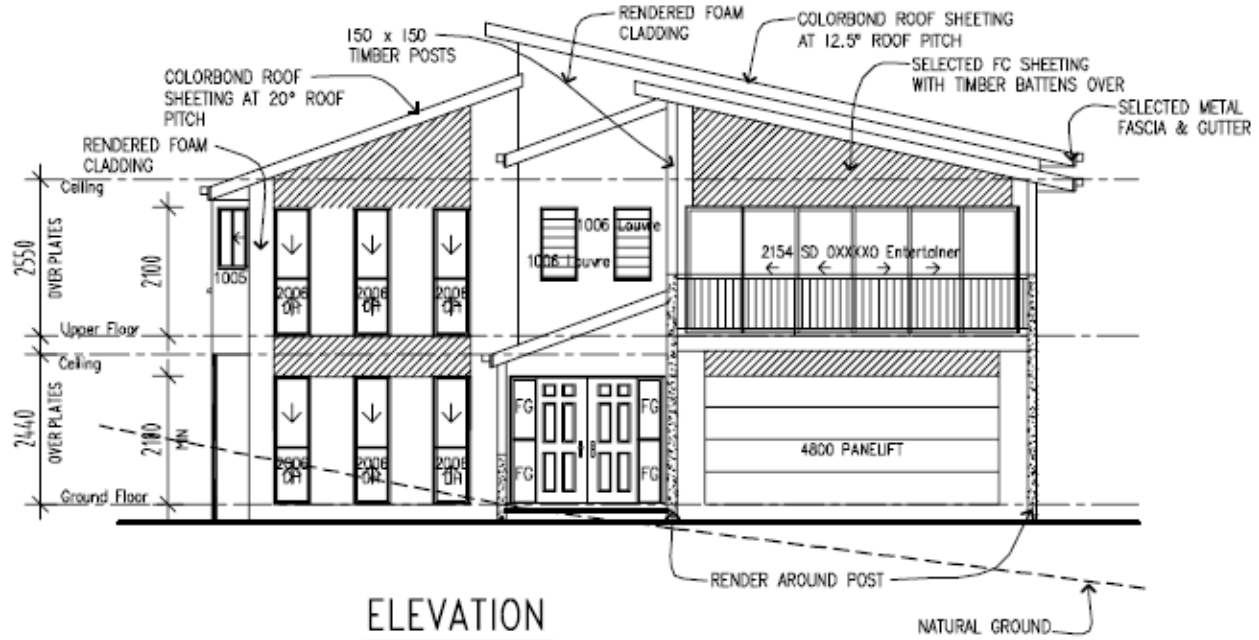 RENDERED FOAM
CLADDING
COLORBOND ROOF SHEETING
AT 12.5° ROOF PITCH
150 x 150
TIMBER POSTS
SELECTED FC SHEETING
WITH TIMBER BATTENS OVER
COLORBOND ROOF
SHEETING AT 20° ROOF
PITCH
SELECTED METAL
FASCIA & GUTTER
RENDERED FOAM
CLADDING
Ceiling
2550
OVER PLATES
2100
1005
2006
DH
2006
DH
2006
DH
1006 Louvre
1006 Louvre
2154 SD OXXXXO Entertainer
Upper Floor
Ceiling
2440
OVER PLATES
MIN
2006
DH
2006
DH
2006
DH
FG
FG
FG
FG
4800 PANELIFT
Ground Floor
RENDER AROUND POST
ELEVATION
NATURAL GROUND